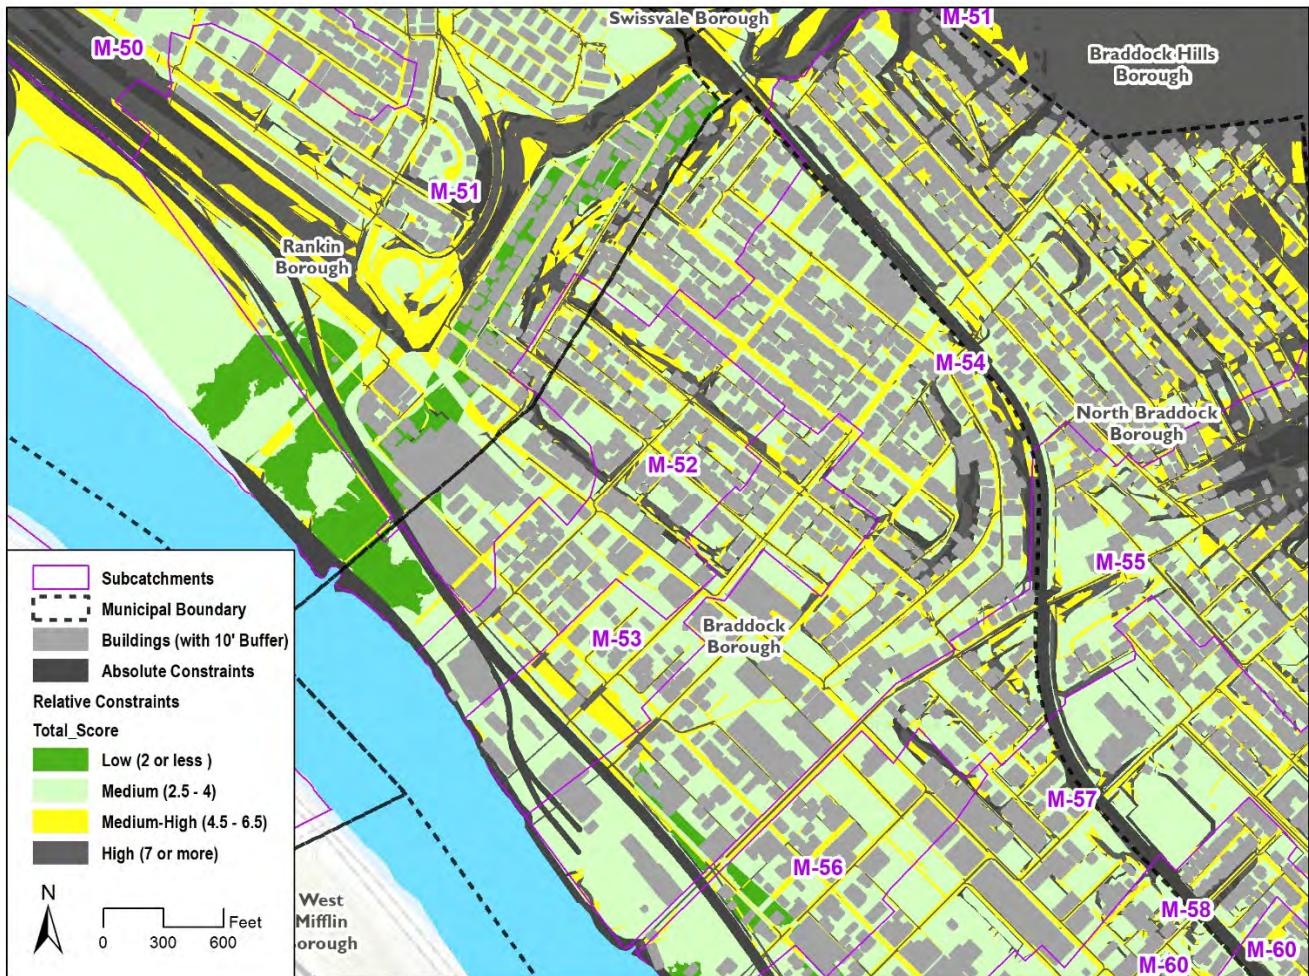 Swissvale Borough
M-51
M-50
Braddock Hills
Borough
M-51
Rankin
Borough
M-54
North Braddock
Borough
M-52
M-55
M-53
Braddock
Borough
M-57
M-56
M-58
M-60
M-60
Subcatchments
Municipal Boundary
Buildings (with 10' Buffer)
Absolute Constraints
Relative Constraints
Total_Score
Low (2 or less )
Medium (2.5 - 4)
Medium-High (4.5 - 6.5)
High (7 or more)
N
Feet
0 300 600
West
Mifflin
Borough